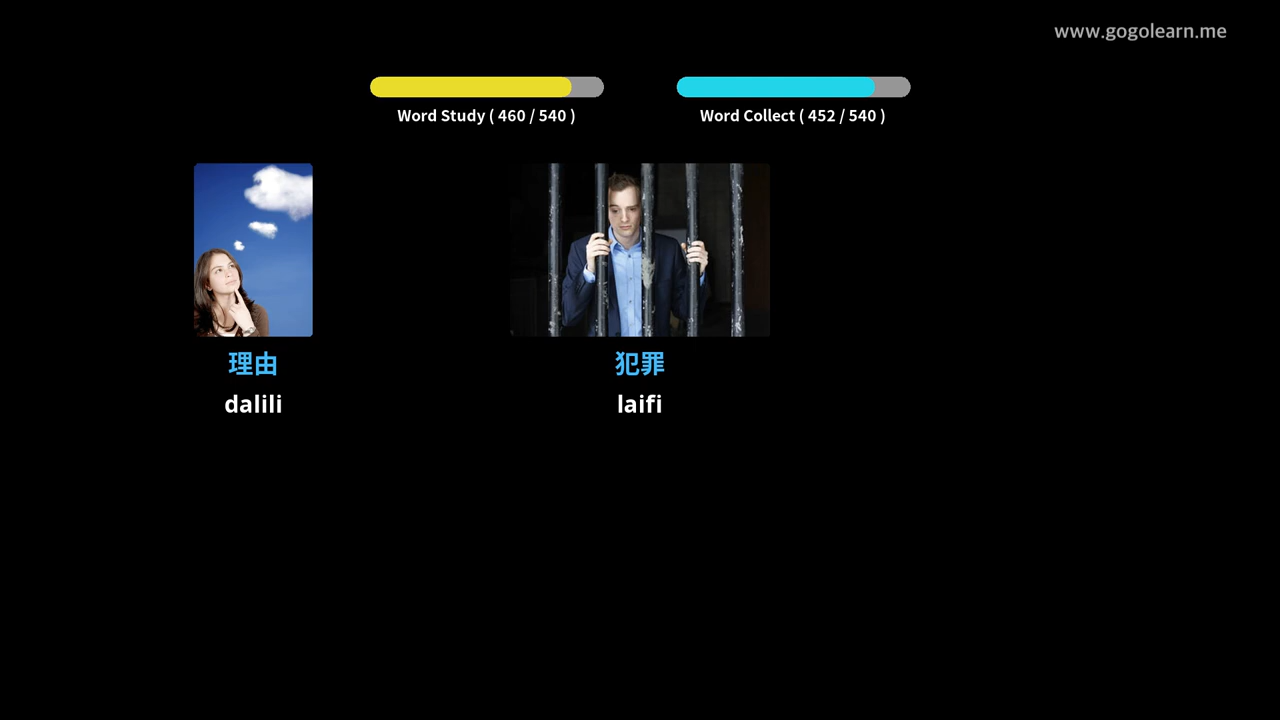 www.gogolearn.me
Word Study ( 460 / 540 )
Word Collect ( 452 / 540 )
理由
犯罪
dalili
laifi